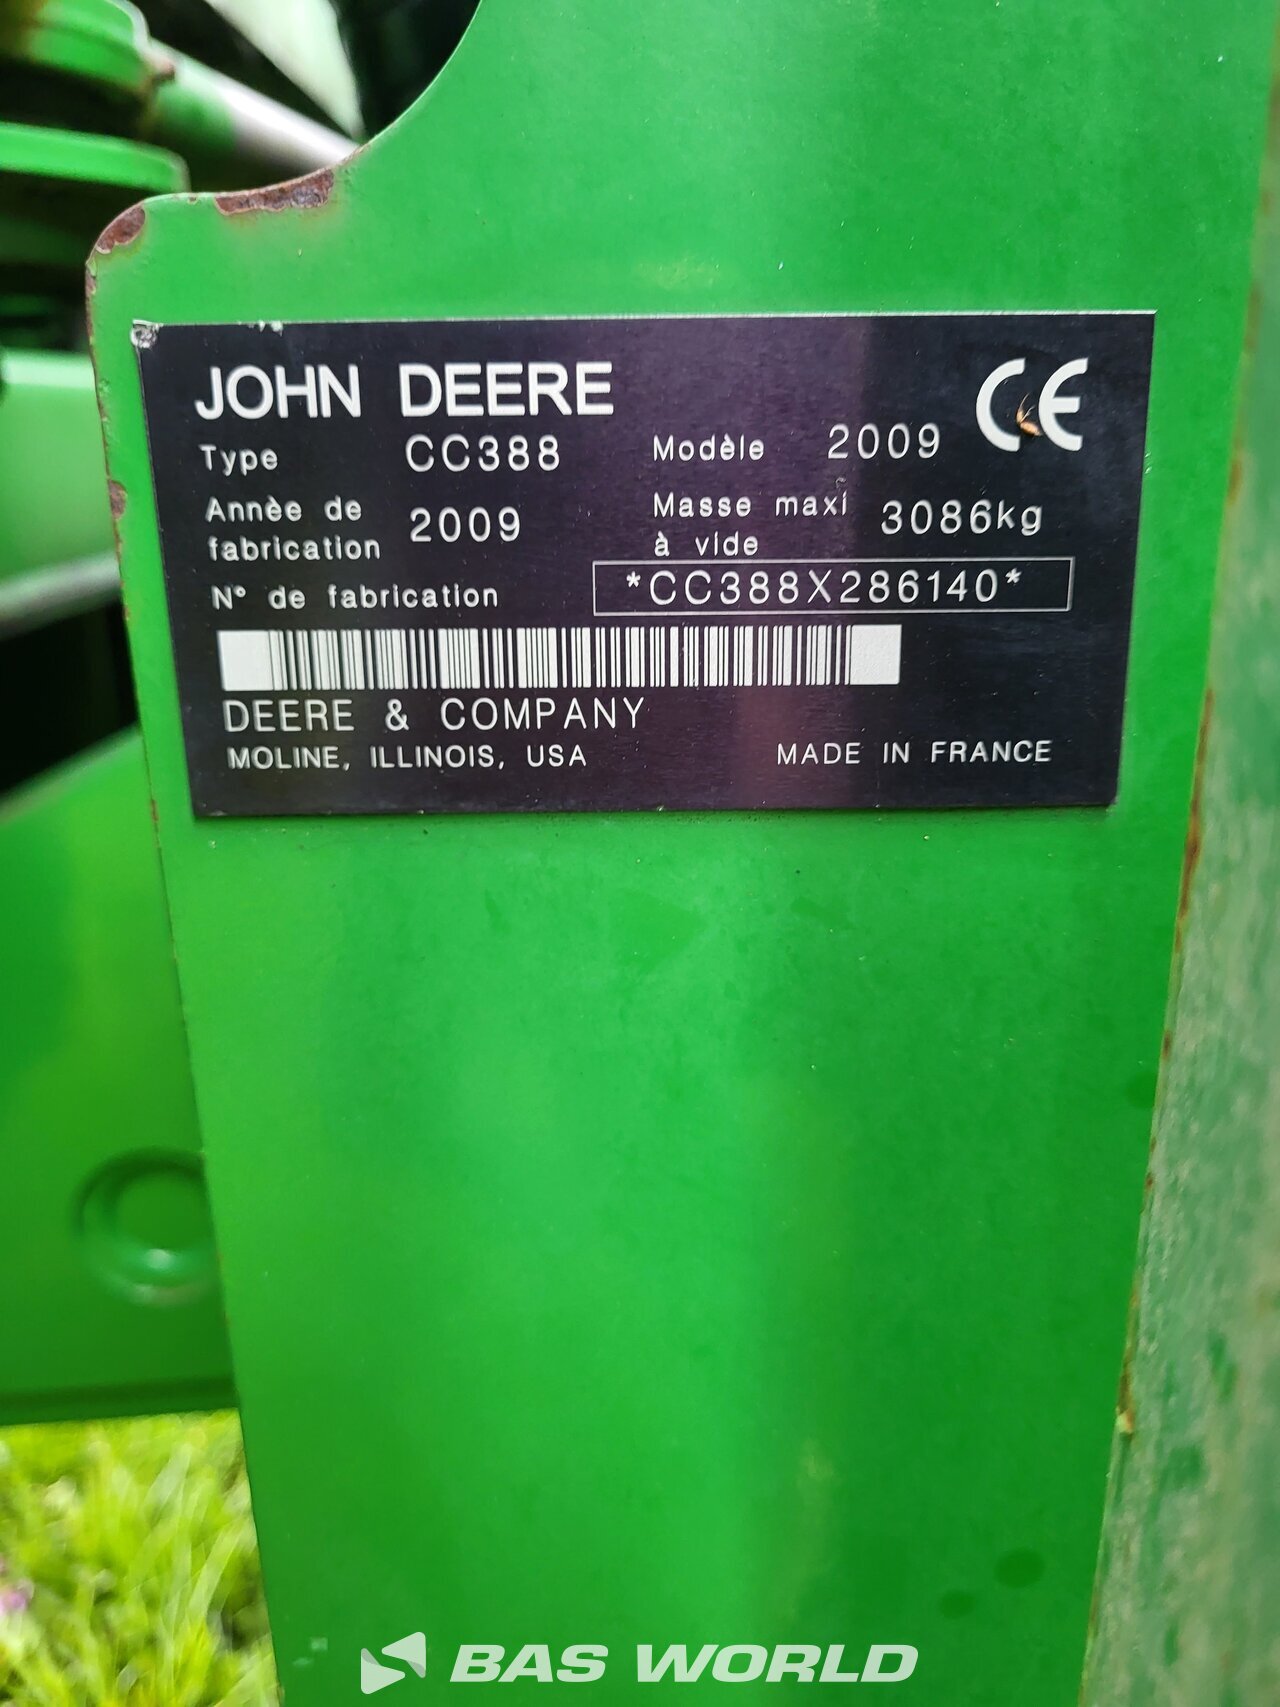 JOHN DEERE
CE
Type CC388 Modèle 2009
Annèe de fabrication 2009 Masse maxi à vide 3086kg
N° de fabrication *CC388X286140*
DEERE & COMPANY
MOLINE, ILLINOIS, USA MADE IN FRANCE
BAS WORLD